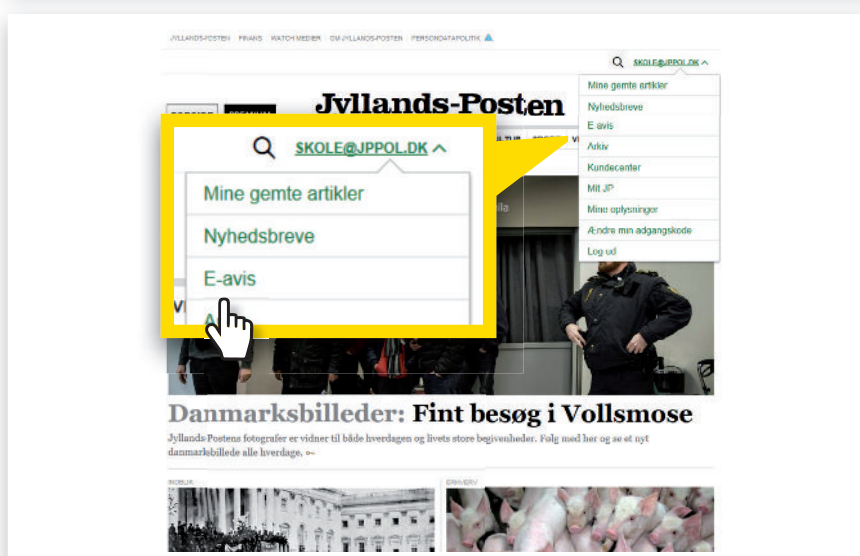 JYLLANDS-POSTEN FINANS WATCH MEDIER OM JYLLANDS-POSTEN PERSONDATAPOLITIK
SKOLE@JPPOL.DK
Mine gemte artikler
Nyhedsbreve
E-avis
Arkiv
Kundecenter
Mit JP
Mine oplysninger
Ændre min adgangskode
Log ud
Jyllands-Posten
SKOLE@JPPOL.DK
Mine gemte artikler
Nyhedsbreve
E-avis
Danmarksbilleder: Fint besøg i Vollsmose
Jyllands-Postens fotografer er vidner til både hverdagen og livets store begivenheder. Følg med her og se et nyt
danmarksbillede alle hverdage.
INDBLIK
ERHVERV